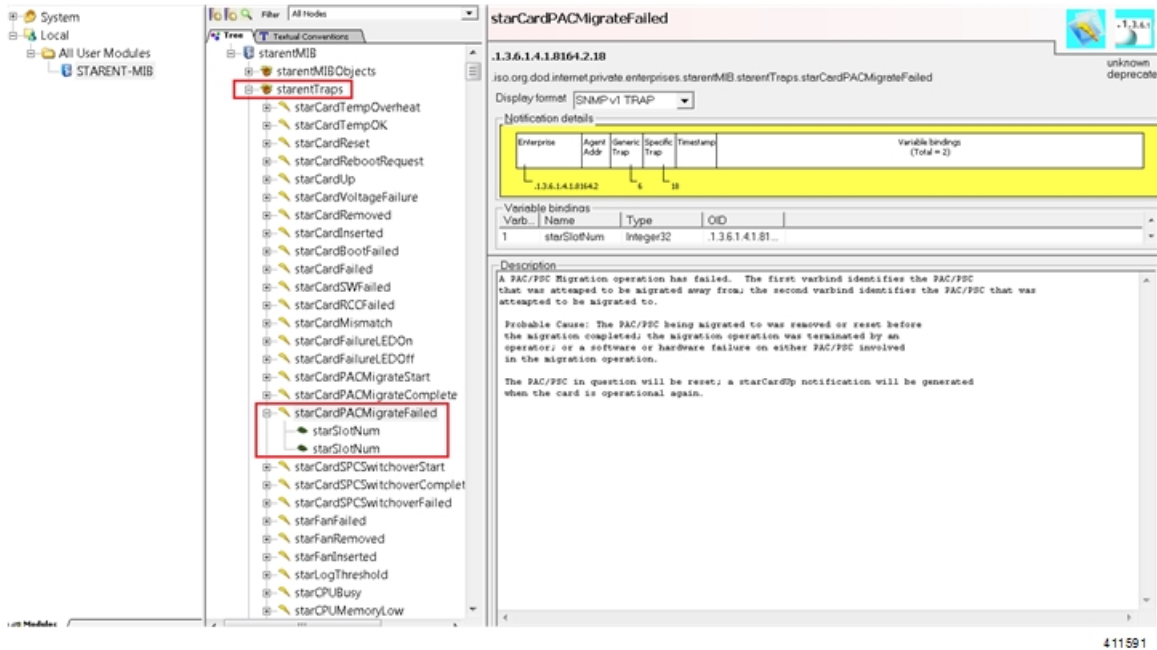 System
Local
All User Modules
STARENT-MIB
Modules
Filter
All Nodes
Tree
Textual Conventions
starentMIB
starentMIBObjects
starentTraps
starCardTempOverheat
starCardTempOK
starCardReset
starCardRebootRequest
starCardUp
starCardVoltageFailure
starCardRemoved
starCardInserted
starCardBootFailed
starCardFailed
starCardSWFailed
starCardRCCFailed
starCardMismatch
starCardFailureLEDOn
starCardFailureLEDOff
starCardPACMigrateStart
starCardPACMigrateComplete
starCardPACMigrateFailed
starSlotNum
starSlotNum
starCardSPCSwitchoverStart
starCardSPCSwitchoverComplet
starCardSPCSwitchoverFailed
starFanFailed
starFanRemoved
starFanInserted
starLogThreshold
starCPUBusy
starCPUMemoryLow
starCardPACMigrateFailed
.1.3.6.1
.1.3.6.1.4.1.8164.2.18
unknown
.iso.org.dod.internet.private.enterprises.starentMIB.starentTraps.starCardPACMigrateFailed
deprecate
Display format SNMP v1 TRAP
Notification details
Enterprise Agent Addr Generic Trap Specific Trap Timestamp Variable bindings
(Total = 2)
.1.3.6.1.4.1.8164.2 6 18
Variable bindings
Varb... Name Type OID
1 starSlotNum Integer32 .1.3.6.1.4.1.81...
Description
A PAC/PSC Migration operation has failed. The first varbind identifies the PAC/PSC
that was attemped to be migrated away from; the second varbind identifies the PAC/PSC that was
attempted to be migrated to.
Probable Cause: The PAC/PSC being migrated to was removed or reset before
the migration completed; the migration operation was terminated by an
operator; or a software or hardware failure on either PAC/PSC involved
in the migration operation.
The PAC/PSC in question will be reset; a starCardUp notification will be generated
when the card is operational again.
411591